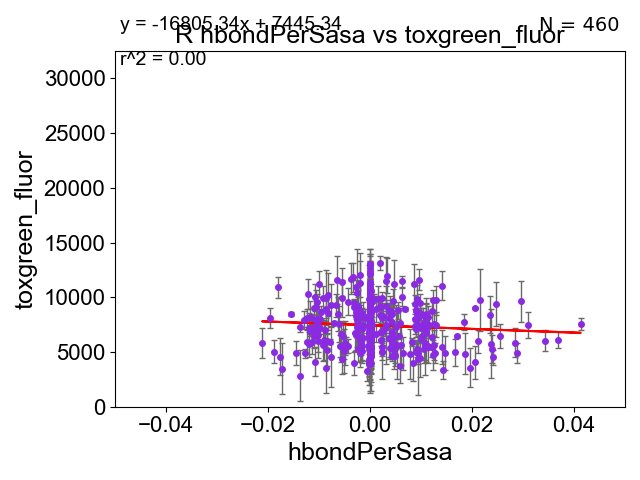 y = -16805.34x + 7445.34
N = 460
R hbondPerSasa vs toxgreen_fluor
r^2 = 0.00
30000
25000
20000
15000
10000
5000
0
toxgreen_fluor
−0.04
−0.02
0.00
0.02
0.04
hbondPerSasa